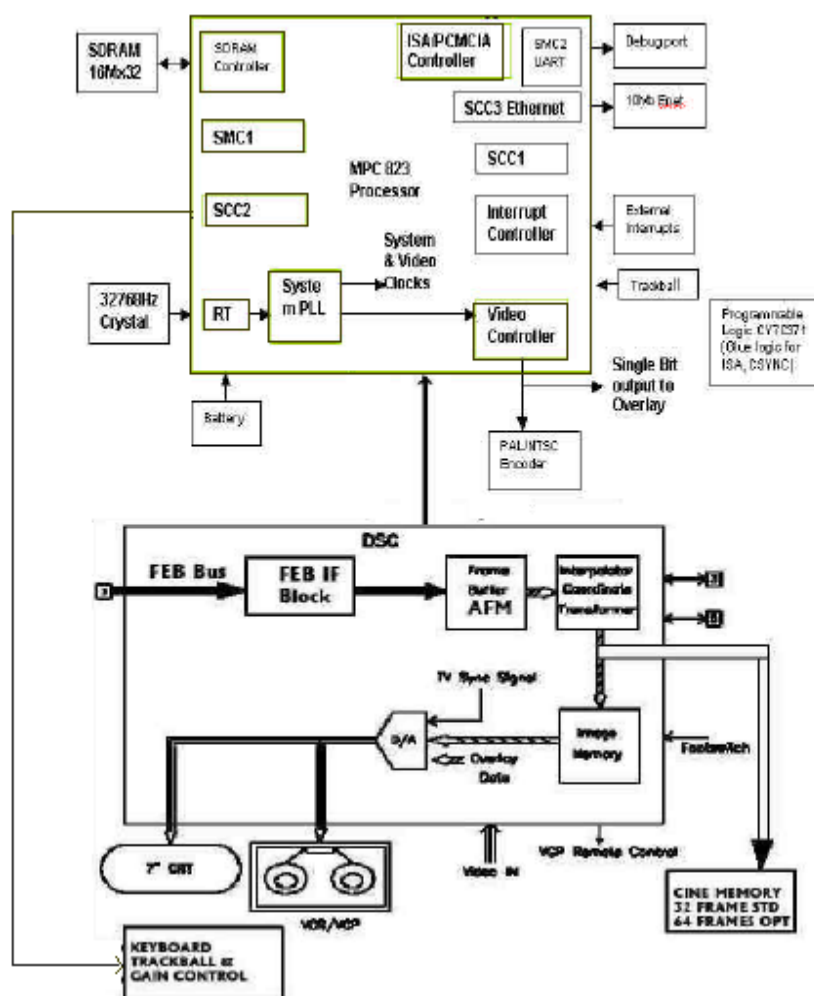 SDRAM
16Mx32
SDRAM
Controller
ISA/PCMCIA
Controller
SMC2
UART
Debug port
SCC3 Ethernet
10Mb Enet
SMC1
MPC 823
Processor
SCC1
SCC2
Interrupt
Controller
External
Interrupts
System
& Video
Clocks
Trackball
32768Hz
Crystal
RT
Syste
m PLL
Video
Controller
Programmable
Logic CY7C371
(Glue logic for
ISA, CSYNC)
Single Bit
output to
Overlay
Battery
PAL/NTSC
Encoder
DSC
FEB Bus
FEB IF
Block
Frame
Buffer
AFM
Interpolator
Coordinate
Transformer
TV Sync Signal
D/A
Overlay
Data
Image
Memory
Footswitch
7" CRT
VCR/VCP
Video IN
VCP Remote Control
CINE MEMORY
32 FRAME STD
64 FRAMES OPT
KEYBOARD
TRACKBALL &
GAIN CONTROL